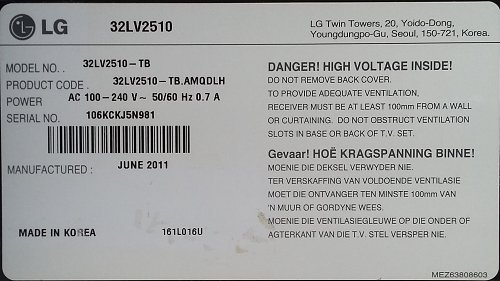 LG 32LV2510
LG Twin Towers, 20, Yoido-Dong,
Youngdungpo-Gu, Seoul, 150-721, Korea.
MODEL NO. . 32LV2510-TB
PRODUCT CODE . 32LV2510-TB.AMQDLH
POWER AC 100-240 V~ 50/60 Hz 0.7 A
SERIAL NO. 106KCKJ5N981
MANUFACTURED : JUNE 2011
MADE IN KOREA 161L016U
DANGER! HIGH VOLTAGE INSIDE!
DO NOT REMOVE BACK COVER.
TO PROVIDE ADEQUATE VENTILATION,
RECEIVER MUST BE AT LEAST 100mm FROM A WALL
OR CURTAINING. DO NOT OBSTRUCT VENTILATION
SLOTS IN BASE OR BACK OF T.V. SET.
Gevaar! HOË KRAGSPANNING BINNE!
MOENIE DIE DEKSEL VERWYDER NIE.
TER VERSKAFFING VAN VOLDOENDE VENTILASIE
MOET DIE ONTVANGER TEN MINSTE 100mm VAN
'N MUUR OF GORDYNE WEES.
MOENIE DIE VENTILASIEGLEUWE OP DIE ONDER OF
AGTERKANT VAN DIE T.V. STEL VERSPER NIE.
MEZ63808603